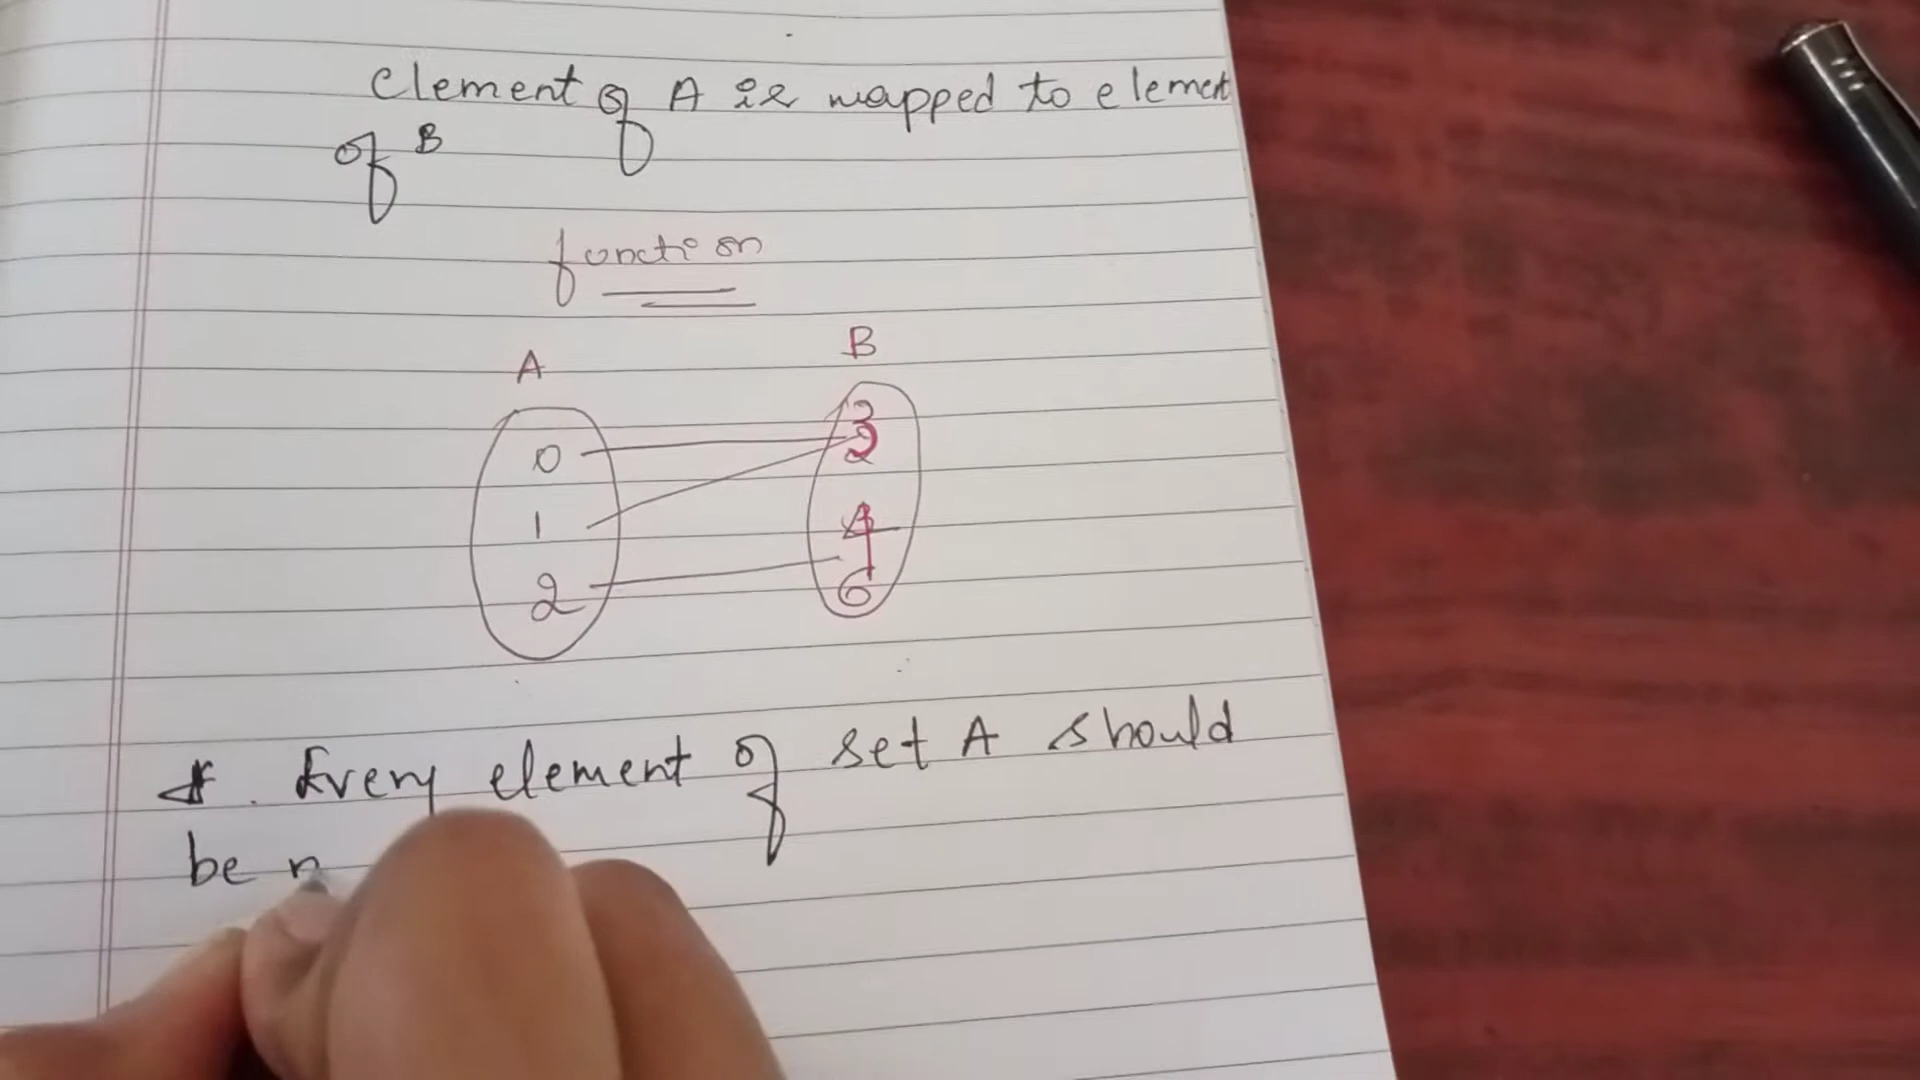 Element of A is mapped to element
of B
function
A B
0 3
1 4
2 6
*. Every element of set A should
be